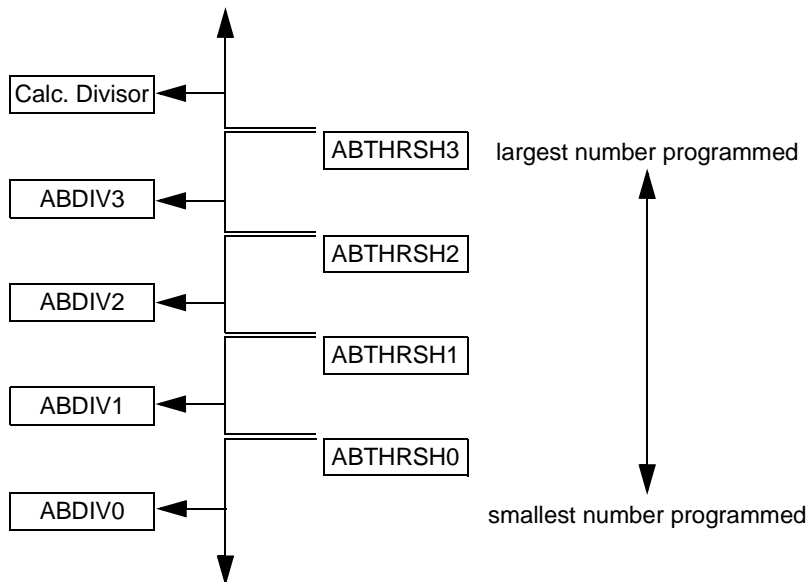 Calc. Divisor
ABTHRSH3
largest number programmed
ABDIV3
ABTHRSH2
ABDIV2
ABTHRSH1
ABDIV1
ABTHRSH0
ABDIV0
smallest number programmed